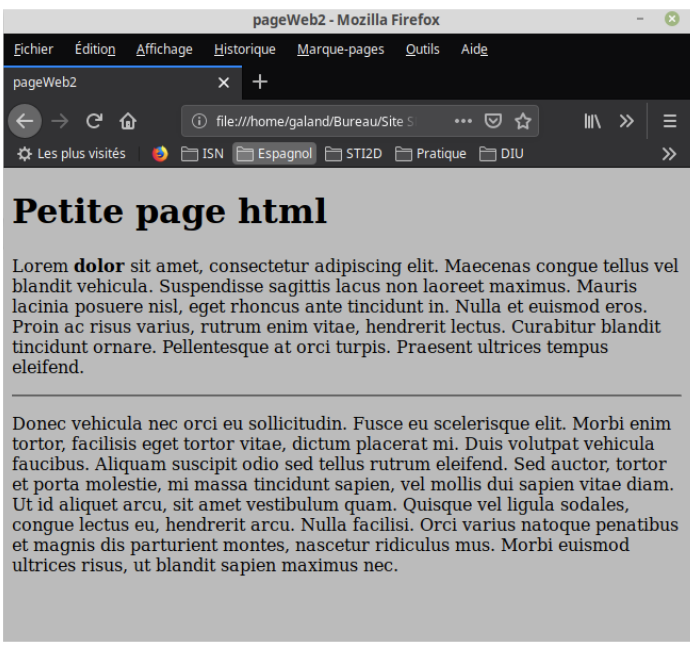 pageWeb2 - Mozilla Firefox
Fichier Édition Affichage Historique Marque-pages Outils Aide
pageWeb2
file:///home/galand/Bureau/Site S
Les plus visités ISN Espagnol STI2D Pratique DIU
Petite page html
Lorem dolor sit amet, consectetur adipiscing elit. Maecenas congue tellus vel
blandit vehicula. Suspendisse sagittis lacus non laoreet maximus. Mauris
lacinia posuere nisl, eget rhoncus ante tincidunt in. Nulla et euismod eros.
Proin ac risus varius, rutrum enim vitae, hendrerit lectus. Curabitur blandit
tincidunt ornare. Pellentesque at orci turpis. Praesent ultrices tempus
eleifend.
Donec vehicula nec orci eu sollicitudin. Fusce eu scelerisque elit. Morbi enim
tortor, facilisis eget tortor vitae, dictum placerat mi. Duis volutpat vehicula
faucibus. Aliquam suscipit odio sed tellus rutrum eleifend. Sed auctor, tortor
et porta molestie, mi massa tincidunt sapien, vel mollis dui sapien vitae diam.
Ut id aliquet arcu, sit amet vestibulum quam. Quisque vel ligula sodales,
congue lectus eu, hendrerit arcu. Nulla facilisi. Orci varius natoque penatibus
et magnis dis parturient montes, nascetur ridiculus mus. Morbi euismod
ultrices risus, ut blandit sapien maximus nec.